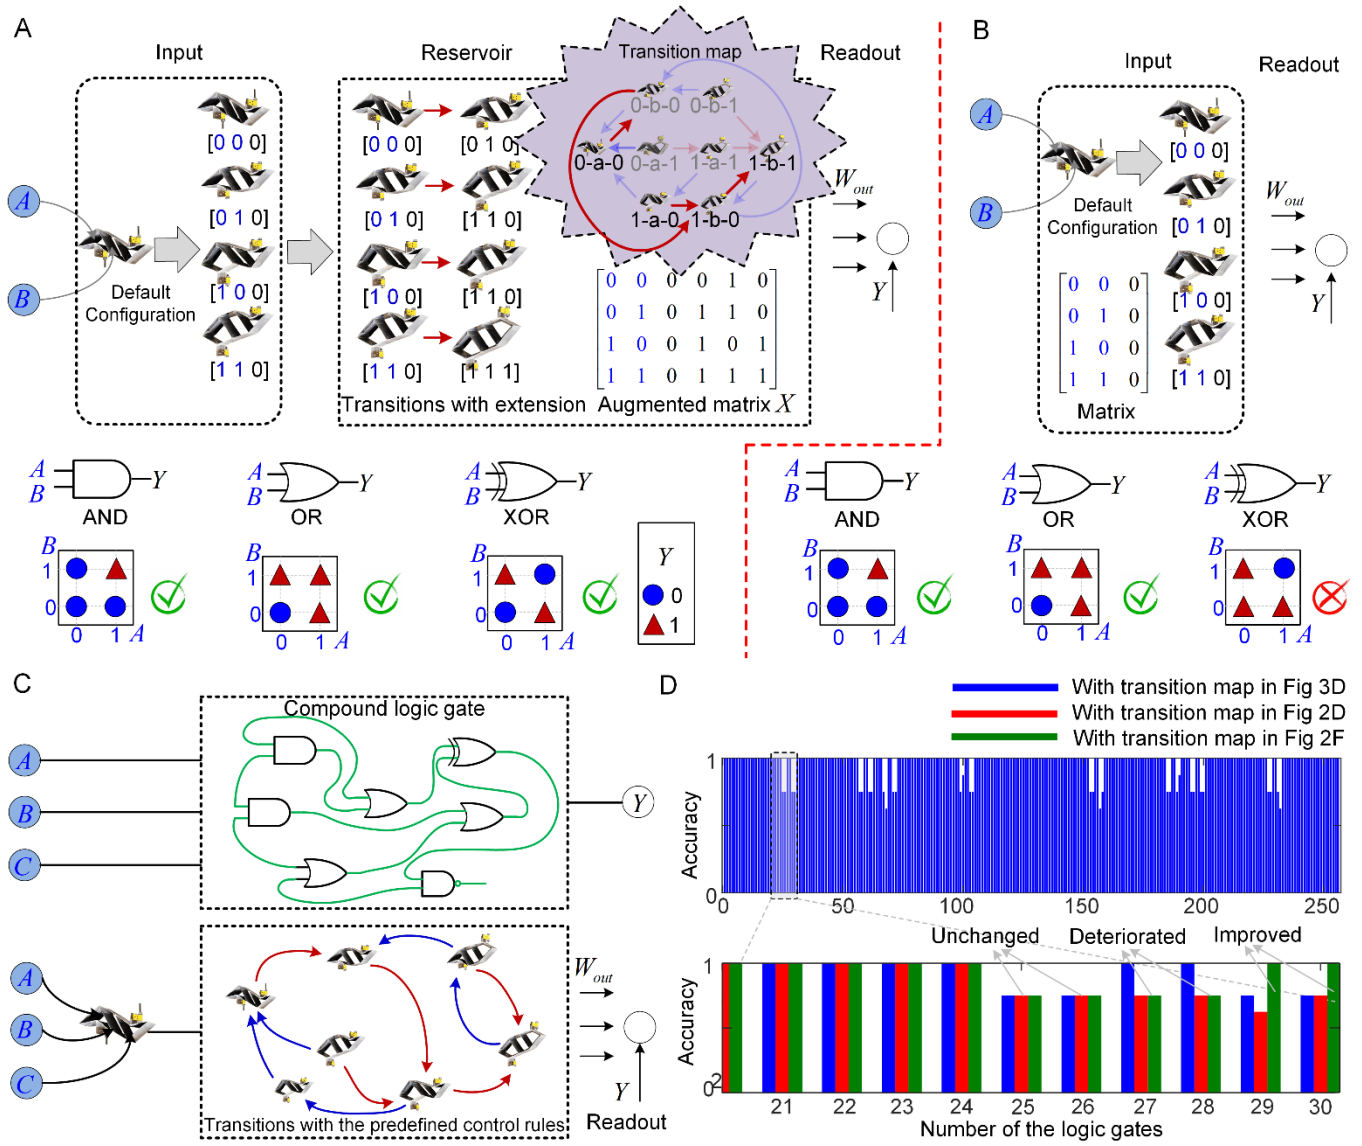 A
Input
Reservoir
Transition map
Readout
0-b-0 0-b-1
0-a-0 0-a-1 1-a-1 1-b-1
1-a-0 1-b-0
[0 0 0]
[0 1 0]
[1 0 0]
[1 1 0]
A
B
Default
Configuration
[0 0 0] [0 1 0]
[0 1 0] [1 1 0]
[1 0 0] [1 1 0]
[1 1 0] [1 1 1]
0 0 0 0 1 0
0 1 0 1 1 0
1 0 0 1 0 1
1 1 0 1 1 1
Transitions with extension Augmented matrix X
Wout
Y
B
Input
Readout
A
B
Default
Configuration
[0 0 0]
[0 1 0]
[1 0 0]
[1 1 0]
0 0 0
0 1 0
1 0 0
1 1 0
Matrix
Wout
Y
A
B
Y
AND
A
B
Y
OR
A
B
Y
XOR
B
1
0
0 1 A
B
1
0
0 1 A
B
1
0
0 1 A
Y
0
1
A
B
Y
AND
A
B
Y
OR
A
B
Y
XOR
B
1
0
0 1 A
B
1
0
0 1 A
B
1
0
0 1 A
C
Compound logic gate
A
B
C
Y
A
B
C
Transitions with the predefined control rules
Wout
Y
Readout
D
With transition map in Fig 3D
With transition map in Fig 2D
With transition map in Fig 2F
Accuracy
1
0
0 50 100 150 200 250
Unchanged Deteriorated Improved
Accuracy
1
0
2
21 22 23 24 25 26 27 28 29 30
Number of the logic gates